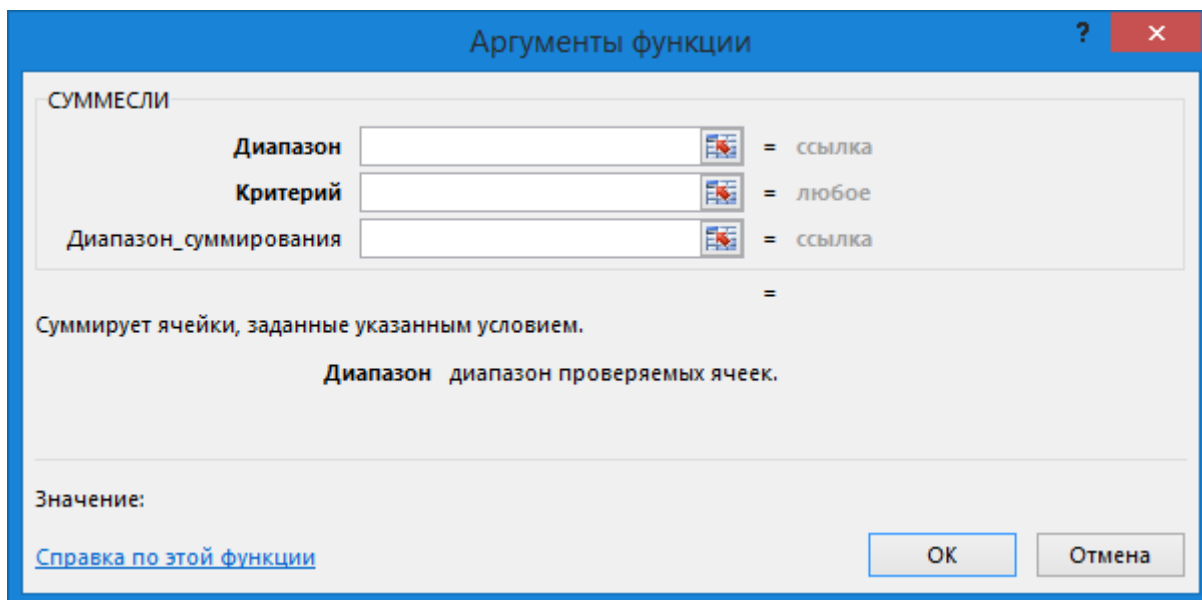 Аргументы функции
?
×
СУММЕСЛИ
Диапазон = ссылка
Критерий = любое
Диапазон_суммирования = ссылка
=
Суммирует ячейки, заданные указанным условием.
Диапазон диапазон проверяемых ячеек.
Значение:
Справка по этой функции
ОК Отмена